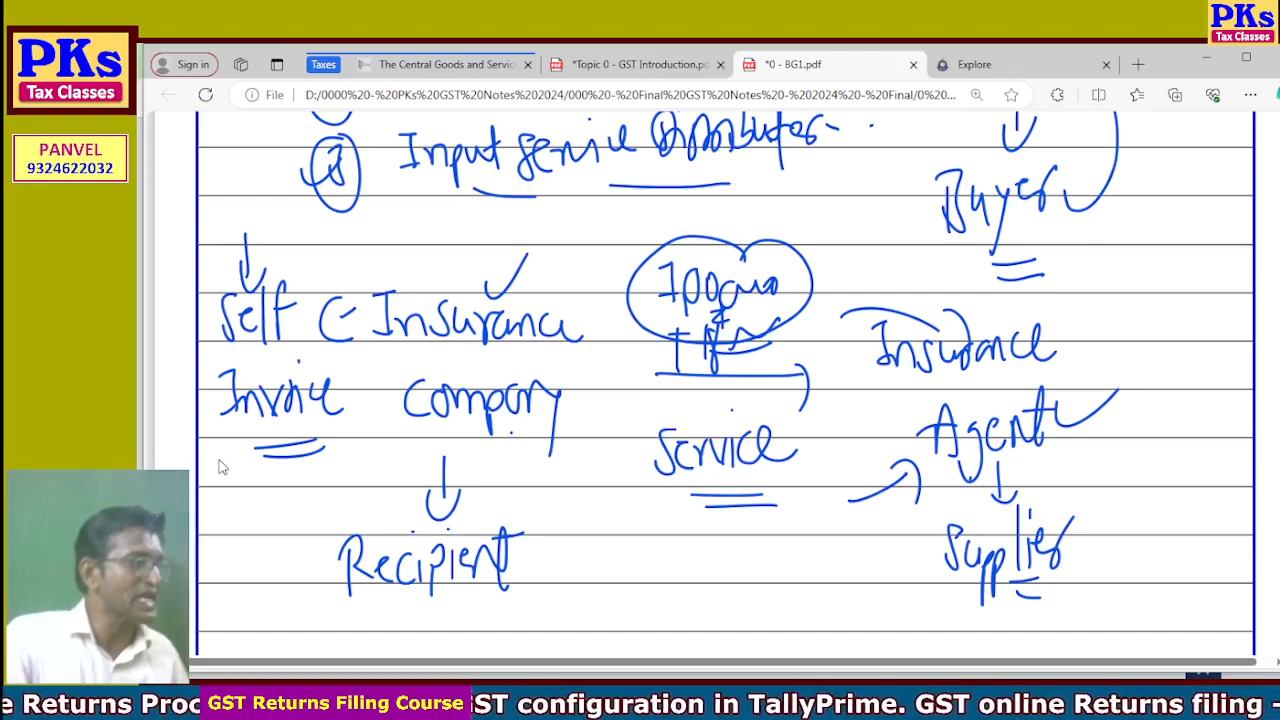 PKs
Tax Classes
PKs
Tax Classes
Sign in
Taxes
The Central Goods and Servic
*Topic 0 - GST Introduction.pd
*0 - BG1.pdf
Explore
File
D:/0000%20-%20PKs%20GST%20Notes%202024/000%20-%20Final%20GST%20Notes%20-%202024%20-%20Final/0%20...
PANVEL
9324622032
Input Service Distributor
Buyer
Self Insurance
Insurance
Invoice Company
Agent
Service
Supplier
Recipient
e Returns Proc
GST Returns Filing Course
ST configuration in TallyPrime. GST online Returns filing -